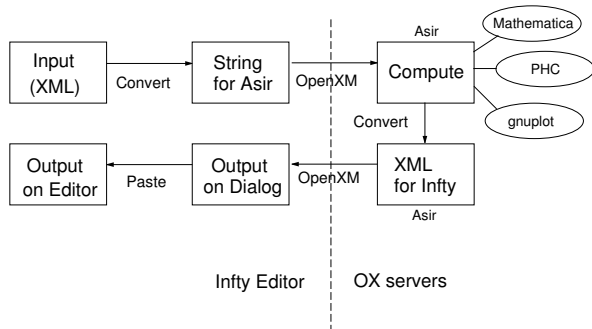 Mathematica
Asir
Input
(XML)
Convert
String
for Asir
OpenXM
Compute
PHC
gnuplot
Convert
Output
on Editor
Paste
Output
on Dialog
OpenXM
XML
for Infty
Asir
Infty Editor
OX servers